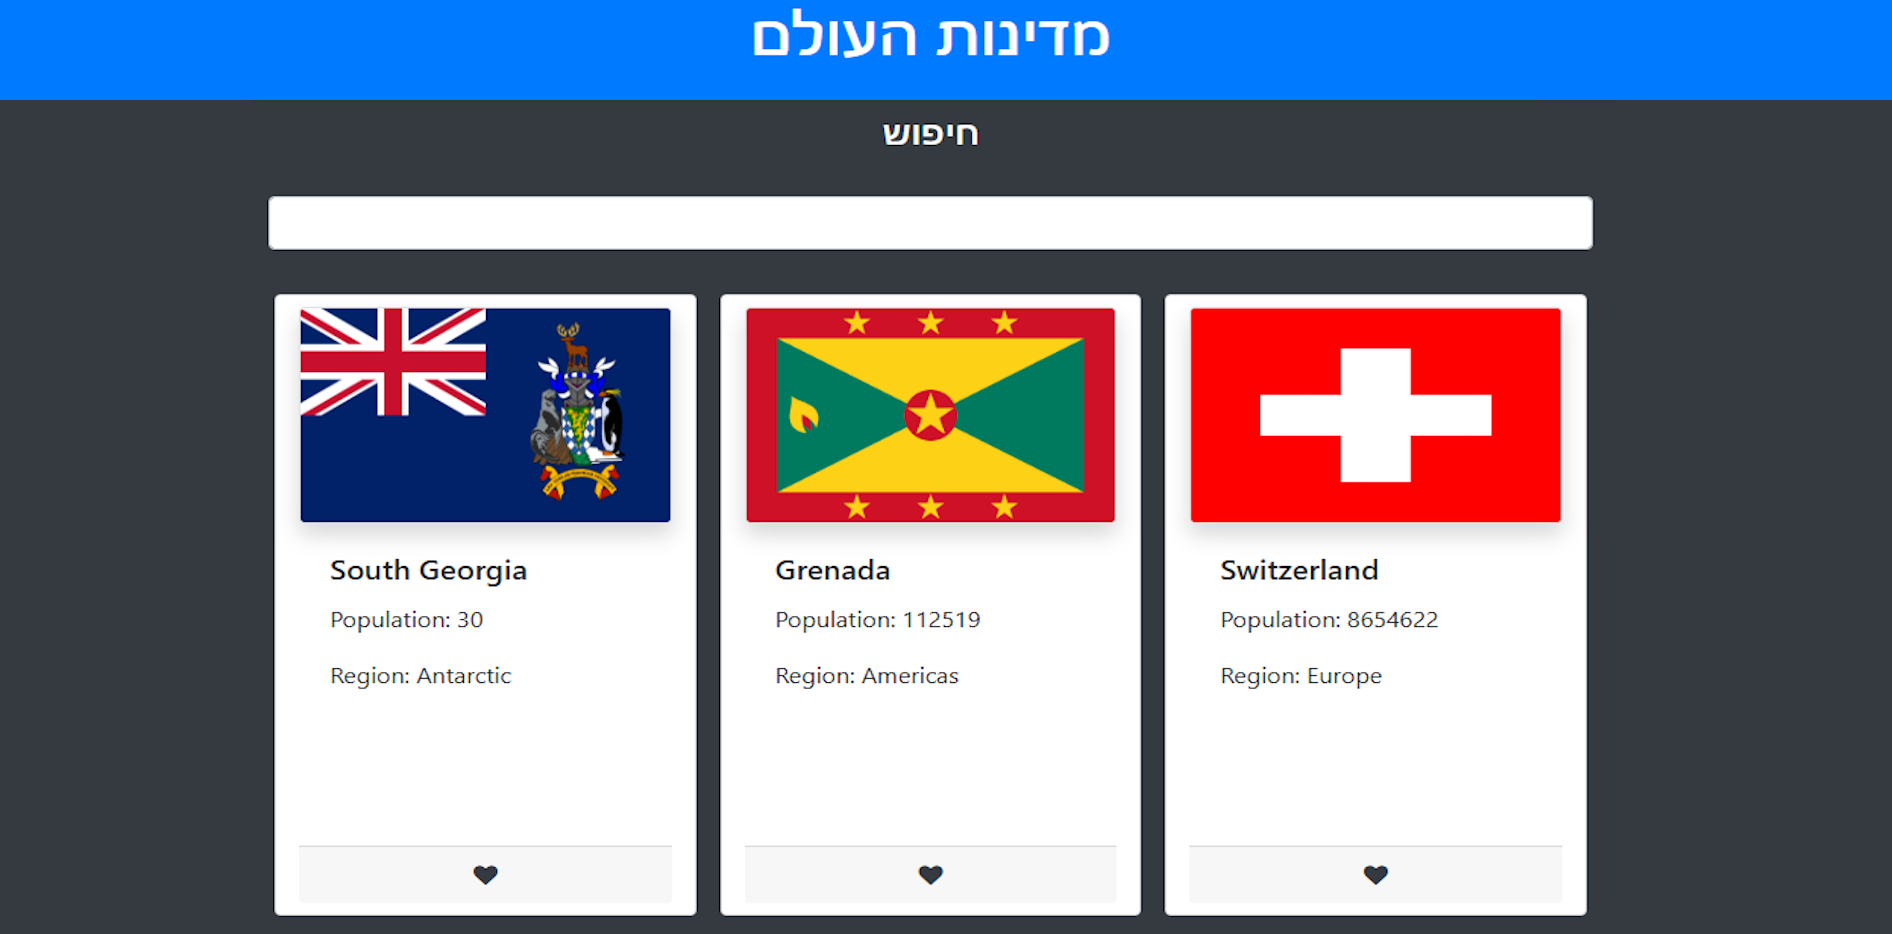 מדינות העולם
חיפוש
South Georgia
Population: 30
Region: Antarctic
Grenada
Population: 112519
Region: Americas
Switzerland
Population: 8654622
Region: Europe